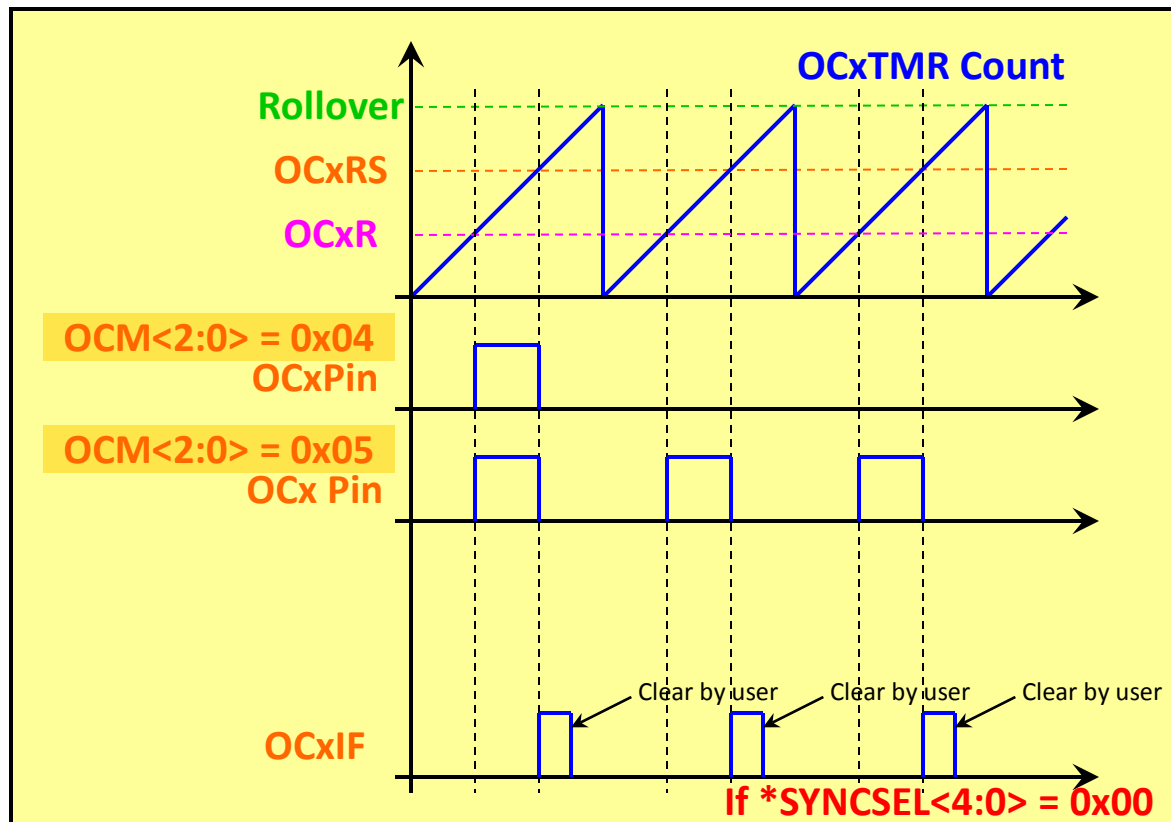 OCxTMR Count
Rollover
OCxRS
OCxR
OCM<2:0> = 0x04
OCxPin
OCM<2:0> = 0x05
OCx Pin
Clear by user
Clear by user
Clear by user
OCxIF
If *SYNCSEL<4:0> = 0x00